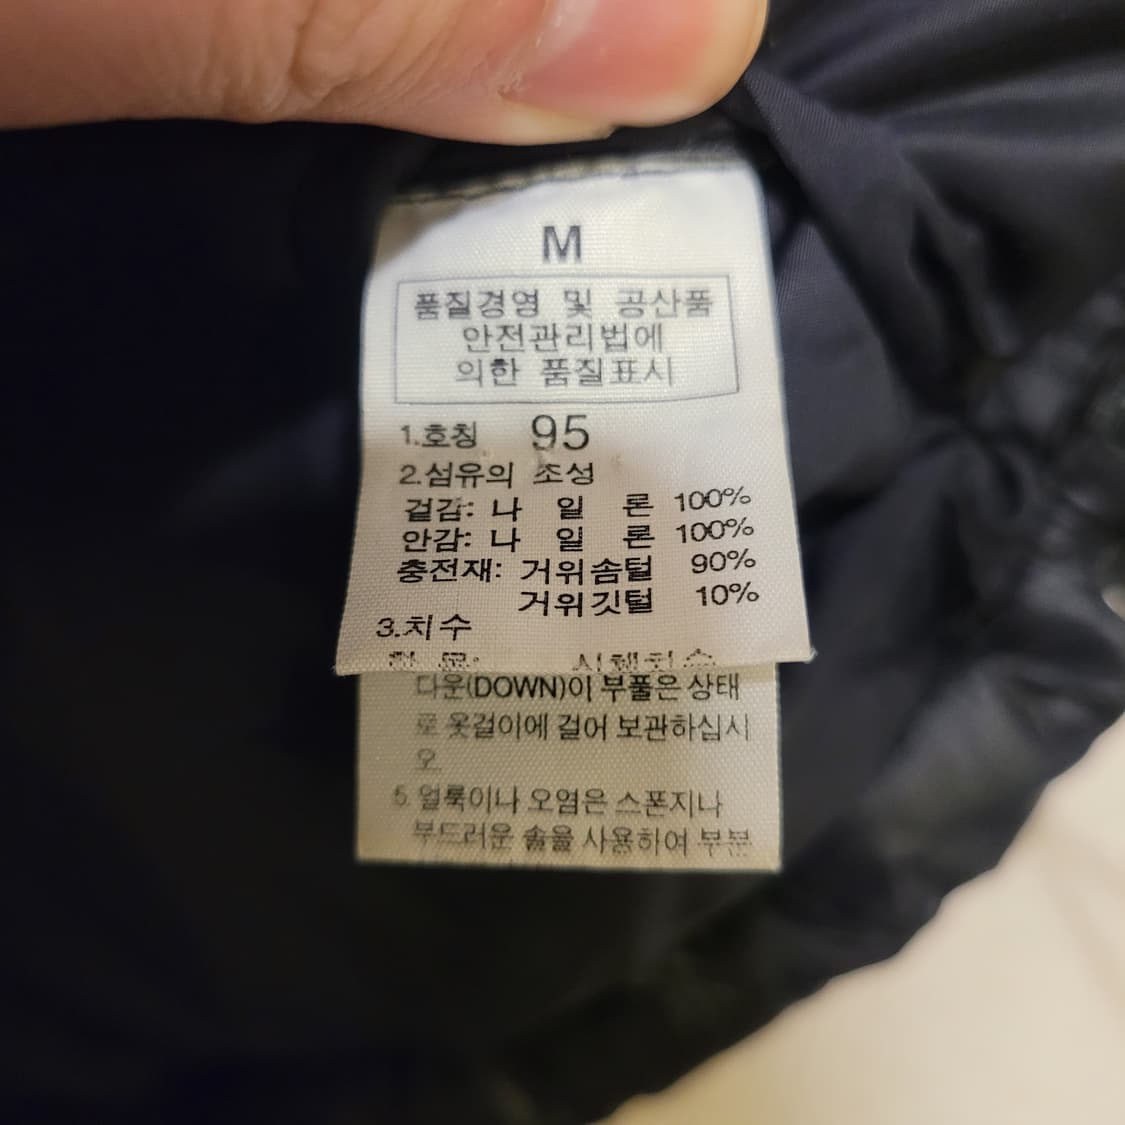 M
품질경영 및 공산품
안전관리법에
의한 품질표시
1.호칭 95
2.섬유의 조성
겉감: 나 일 론 100%
안감: 나 일 론 100%
충전재: 거위솜털 90%
거위깃털 10%
3.치수
다운(DOWN)이 부풀은 상태
로 옷걸이에 걸어 보관하십시
오.
5. 얼룩이나 오염은 스폰지나
부드러운 솔을 사용하여 부분